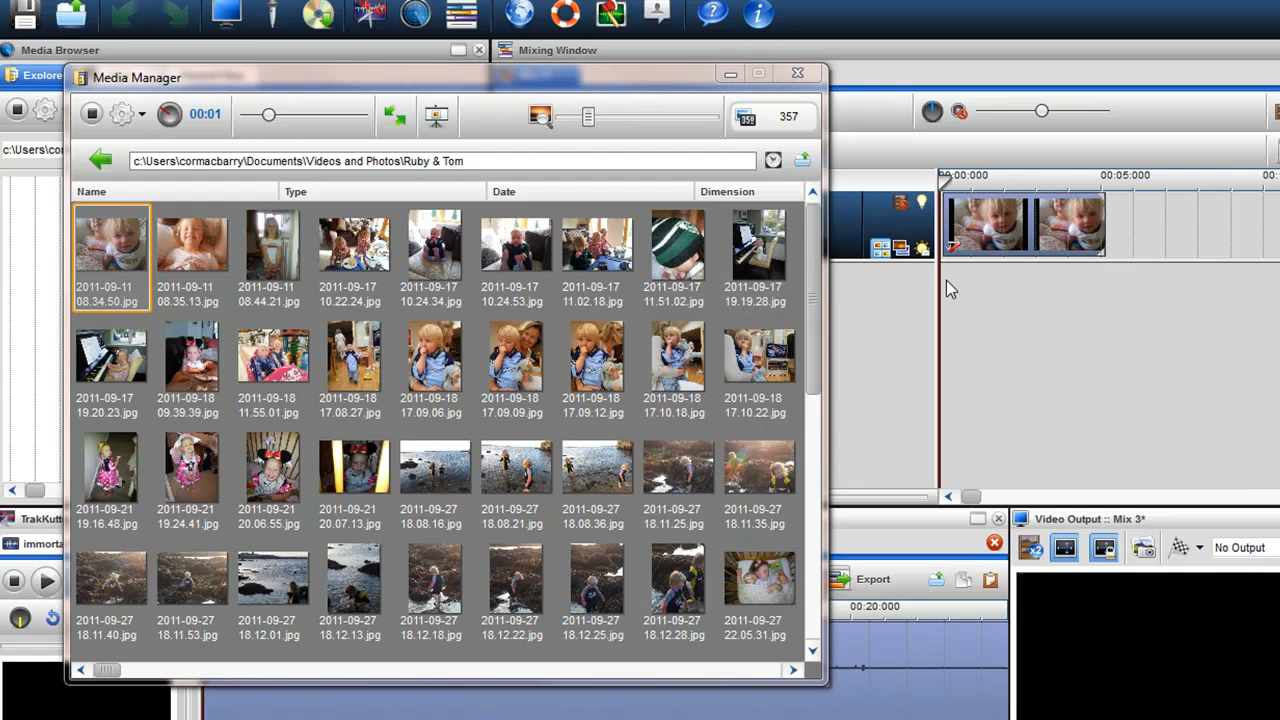 Media Browser
Mixing Window
Explore
Media Manager
00:01
358
357
c:\Users\cor
c:\Users\cormacbarry\Documents\Videos and Photos\Ruby & Tom
00:00:000
00:05:000
00:
Name Type Date Dimension
2011-09-11 08.34.50.jpg
2011-09-11 08.35.13.jpg
2011-09-11 08.44.21.jpg
2011-09-17 10.22.24.jpg
2011-09-17 10.24.34.jpg
2011-09-17 10.24.53.jpg
2011-09-17 11.02.18.jpg
2011-09-17 11.51.02.jpg
2011-09-17 19.19.28.jpg
2011-09-17 19.20.23.jpg
2011-09-18 09.39.39.jpg
2011-09-18 11.55.01.jpg
2011-09-18 17.08.27.jpg
2011-09-18 17.09.06.jpg
2011-09-18 17.09.09.jpg
2011-09-18 17.09.12.jpg
2011-09-18 17.10.18.jpg
2011-09-18 17.10.22.jpg
2011-09-21 19.16.48.jpg
2011-09-21 19.24.41.jpg
2011-09-21 20.06.55.jpg
2011-09-21 20.07.13.jpg
2011-09-27 18.08.16.jpg
2011-09-27 18.08.21.jpg
2011-09-27 18.08.36.jpg
2011-09-27 18.11.25.jpg
2011-09-27 18.11.35.jpg
2011-09-27 18.11.40.jpg
2011-09-27 18.11.53.jpg
2011-09-27 18.12.01.jpg
2011-09-27 18.12.13.jpg
2011-09-27 18.12.18.jpg
2011-09-27 18.12.22.jpg
2011-09-27 18.12.25.jpg
2011-09-27 18.12.28.jpg
2011-09-27 22.05.31.jpg
TrakKutte
immorta
Video Output :: Mix 3*
x2
No Output
Export
00:20:000